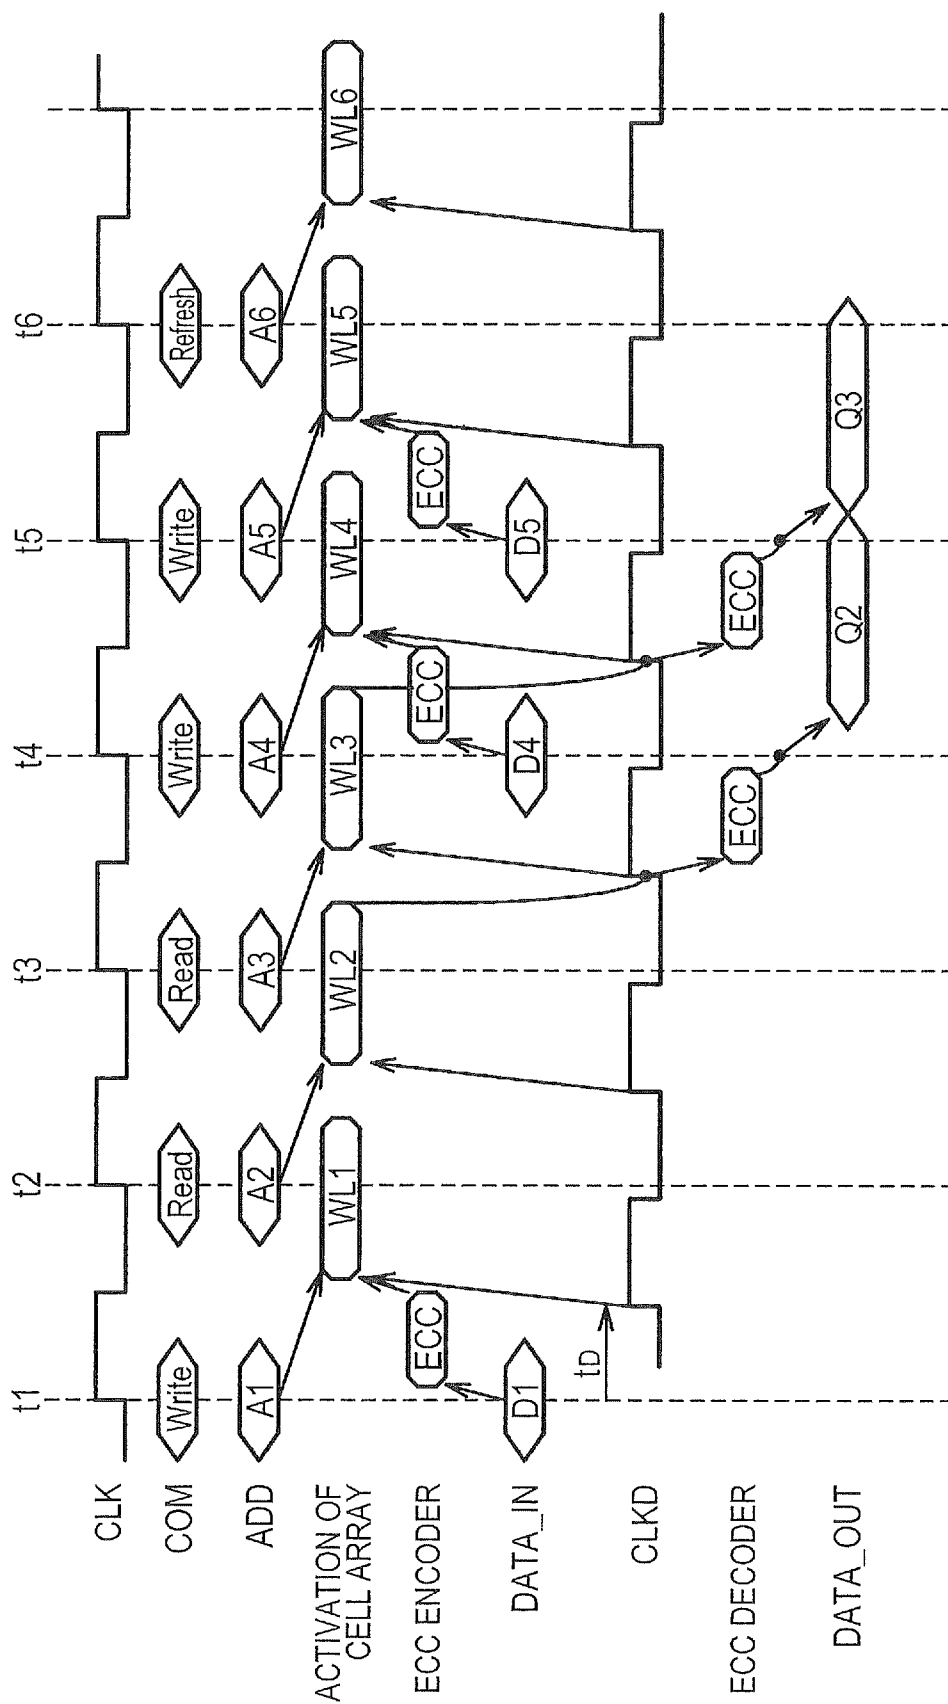 t1 t2 t3 t4 t5 t6
CLK
COM Write Read Read Write Write Refresh
ADD A1 A2 A3 A4 A5 A6
ACTIVATION OF
CELL ARRAY WL1 WL2 WL3 WL4 WL5 WL6
ECC ENCODER ECC ECC ECC
DATA_IN D1 D4 D5
tD
CLKD
ECC DECODER ECC ECC
DATA_OUT Q2 Q3